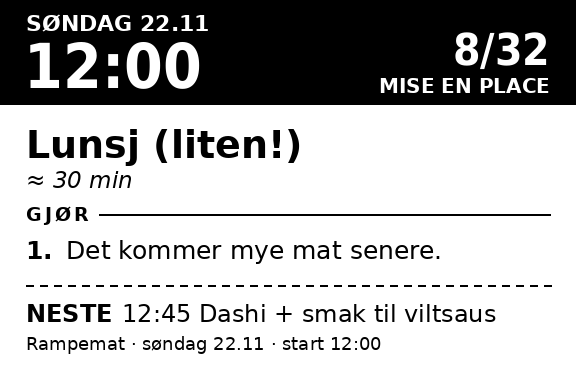 SØNDAG 22.11
12:00
8/32
MISE EN PLACE
Lunsj (liten!)
≈ 30 min
GJØR
1. Det kommer mye mat senere.
NESTE 12:45 Dashi + smak til viltsaus
Rampemat · søndag 22.11 · start 12:00